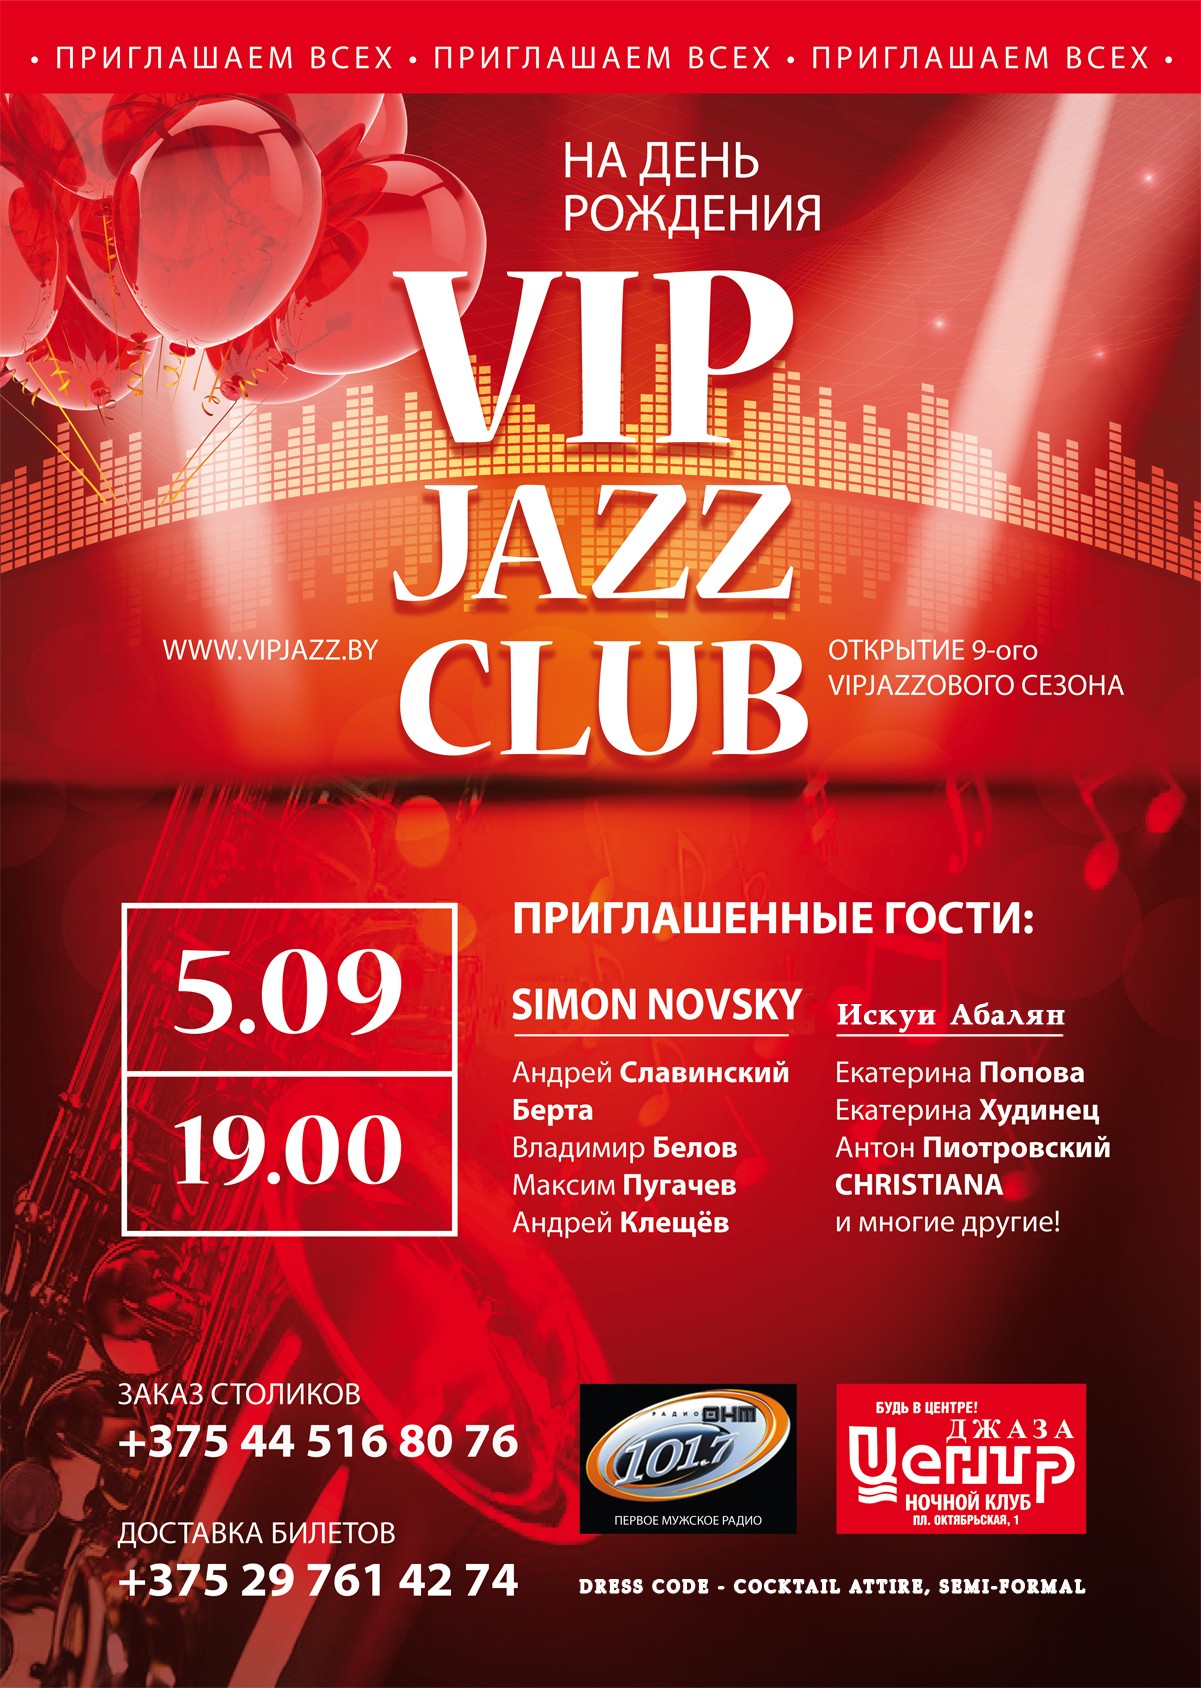 • ПРИГЛАШАЕМ ВСЕХ • ПРИГЛАШАЕМ ВСЕХ • ПРИГЛАШАЕМ ВСЕХ •
НА ДЕНЬ
РОЖДЕНИЯ
VIP
JAZZ
CLUB
WWW.VIPJAZZ.BY
ОТКРЫТИЕ 9-ого
VIPJAZZОВОГО СЕЗОНА
5.09
19.00
ПРИГЛАШЕННЫЕ ГОСТИ:
SIMON NOVSKY
Андрей Славинский
Берта
Владимир Белов
Максим Пугачев
Андрей Клещёв
Искуи Абалян
Екатерина Попова
Екатерина Худинец
Антон Пиотровский
CHRISTIANA
и многие другие!
ЗАКАЗ СТОЛИКОВ
+375 44 516 80 76
ДОСТАВКА БИЛЕТОВ
+375 29 761 42 74
РАДИО ОНТ
101.7
ПЕРВОЕ МУЖСКОЕ РАДИО
БУДЬ В ЦЕНТРЕ!
ДЖАЗА
Центр
НОЧНОЙ КЛУБ
ПЛ. ОКТЯБРЬСКАЯ, 1
DRESS CODE - COCKTAIL ATTIRE, SEMI-FORMAL